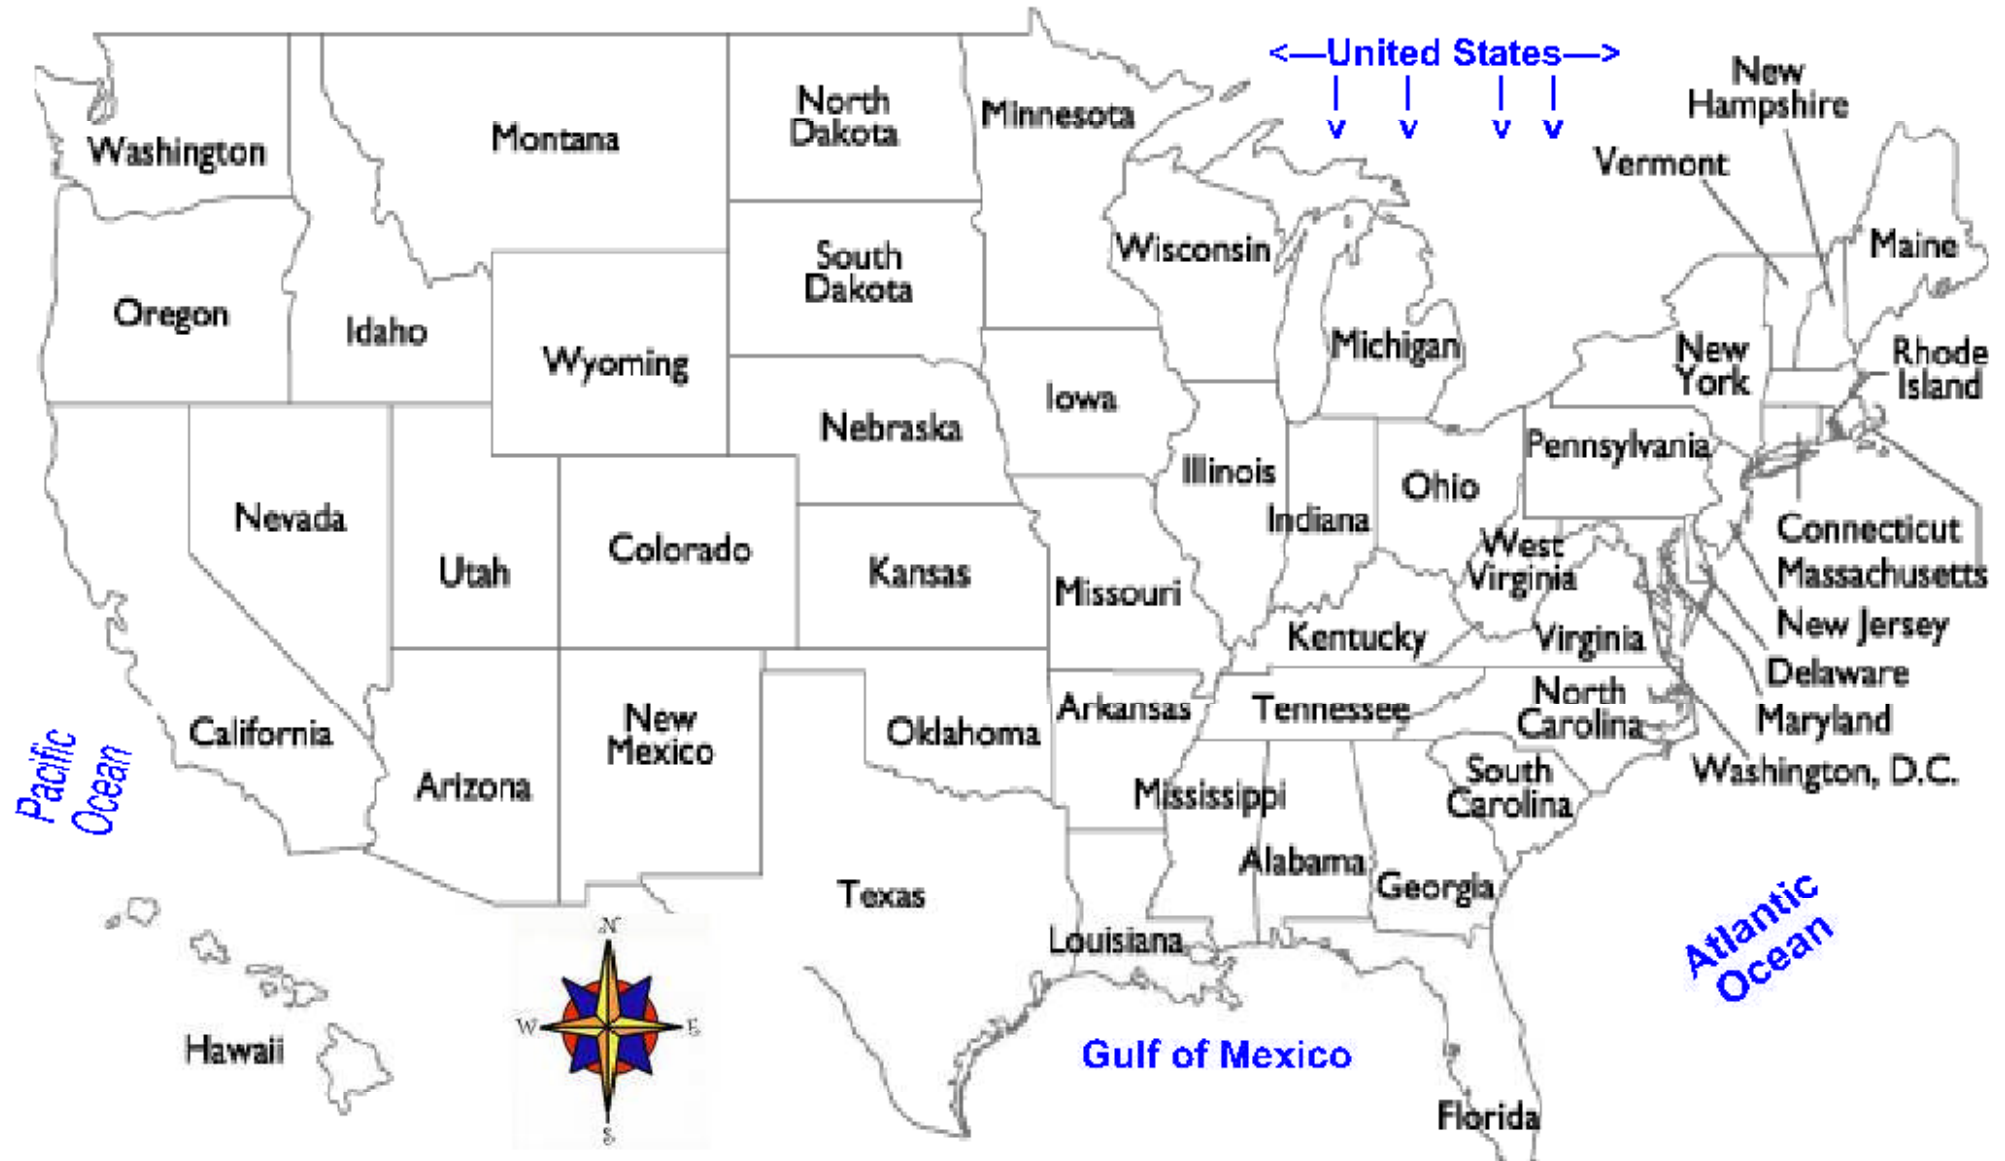 <—United States—>
New
Hampshire
Vermont
Maine
Washington
Montana
North
Dakota
Minnesota
Oregon
Idaho
Wyoming
South
Dakota
Wisconsin
Michigan
New
York
Rhode
Island
Nebraska
Iowa
Illinois
Indiana
Ohio
Pennsylvania
Nevada
Utah
Colorado
Kansas
Missouri
Kentucky
West
Virginia
Virginia
Connecticut
Massachusetts
New Jersey
Delaware
Maryland
Washington, D.C.
California
Arizona
New
Mexico
Oklahoma
Arkansas
Tennessee
North
Carolina
South
Carolina
Mississippi
Alabama
Georgia
Texas
Louisiana
Florida
Pacific
Ocean
Atlantic
Ocean
Gulf of Mexico
Hawaii
N
W
E
S